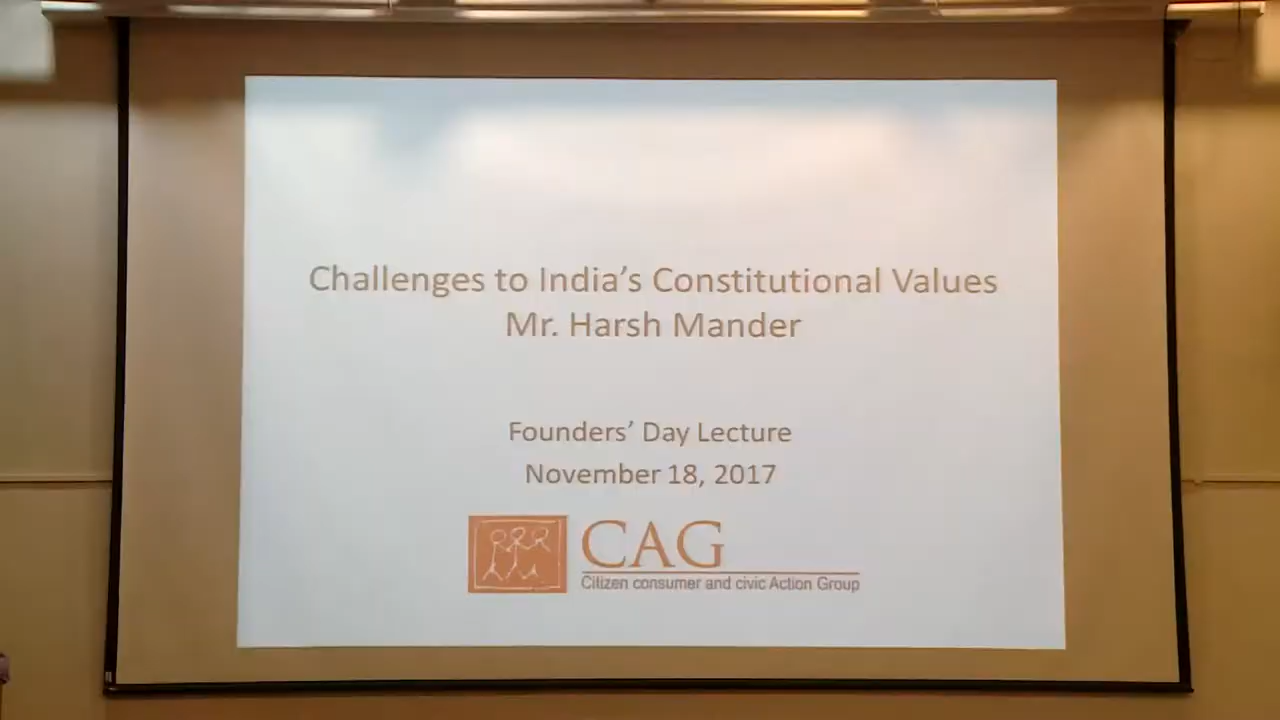 Challenges to India’s Constitutional Values
Mr. Harsh Mander
Founders’ Day Lecture
November 18, 2017
CAG
Citizen consumer and civic Action Group